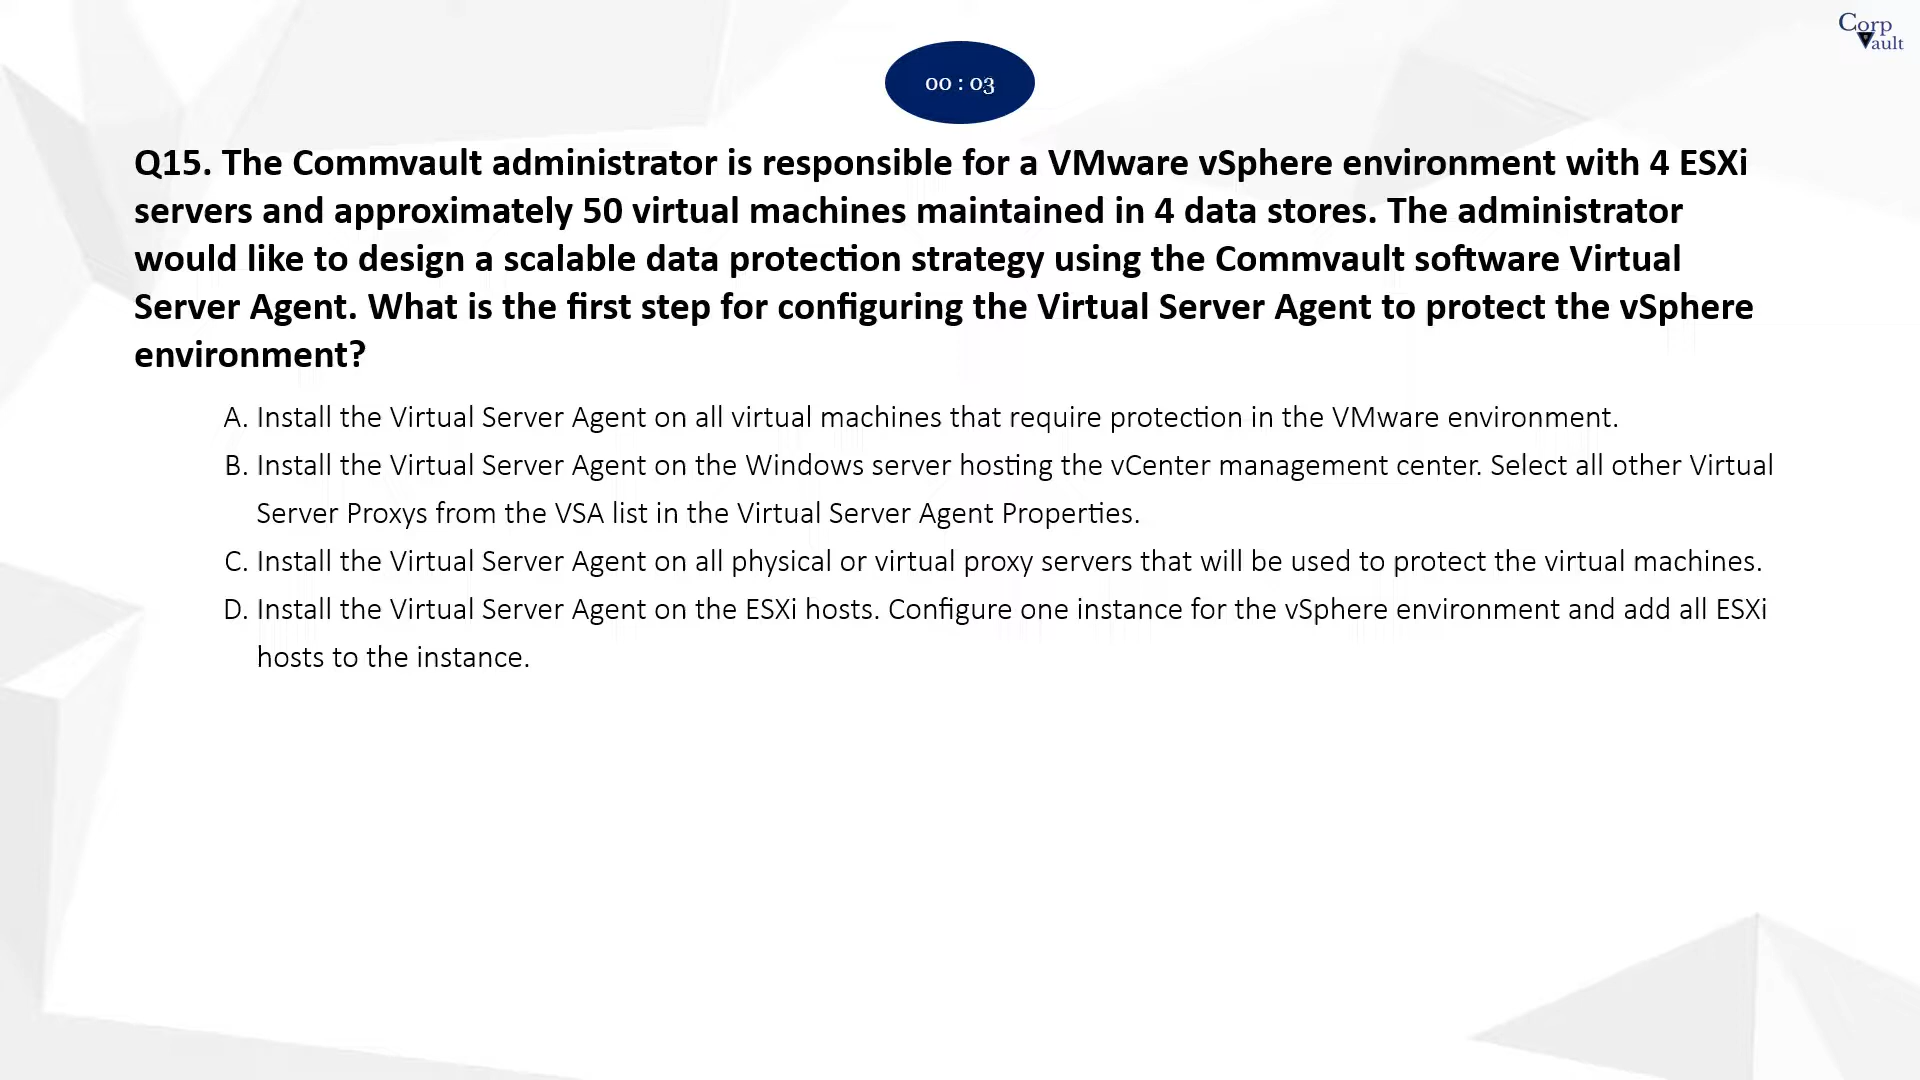 Corp
Vault
00 : 03
Q15. The Commvault administrator is responsible for a VMware vSphere environment with 4 ESXi
servers and approximately 50 virtual machines maintained in 4 data stores. The administrator
would like to design a scalable data protection strategy using the Commvault software Virtual
Server Agent. What is the first step for configuring the Virtual Server Agent to protect the vSphere
environment?
A. Install the Virtual Server Agent on all virtual machines that require protection in the VMware environment.
B. Install the Virtual Server Agent on the Windows server hosting the vCenter management center. Select all other Virtual
Server Proxys from the VSA list in the Virtual Server Agent Properties.
C. Install the Virtual Server Agent on all physical or virtual proxy servers that will be used to protect the virtual machines.
D. Install the Virtual Server Agent on the ESXi hosts. Configure one instance for the vSphere environment and add all ESXi
hosts to the instance.